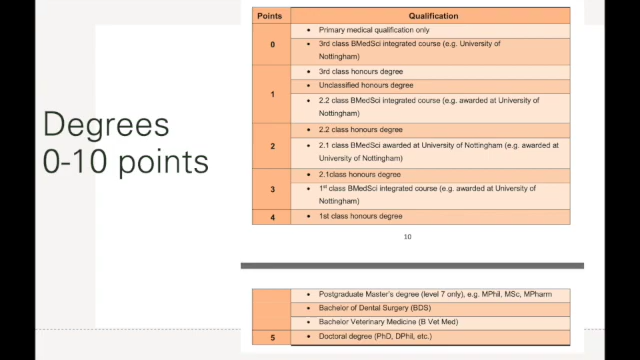 Degrees
0-10 points
Points Qualification
0
Primary medical qualification only
3rd class BMedSci integrated course (e.g. University of
Nottingham)
1
3rd class honours degree
Unclassified honours degree
2.2 class BMedSci integrated course (e.g. awarded at University of
Nottingham)
2
2.2 class honours degree
2.1 class BMedSci awarded at University of Nottingham (e.g. awarded at
University of Nottingham)
3
2.1class honours degree
1st class BMedSci integrated course (e.g. awarded at University of
Nottingham)
4
1st class honours degree
10
Postgraduate Master's degree (level 7 only), e.g. MPhil, MSc, MPharm
Bachelor of Dental Surgery (BDS)
Bachelor Veterinary Medicine (B Vet Med)
5
Doctoral degree (PhD, DPhil, etc.)